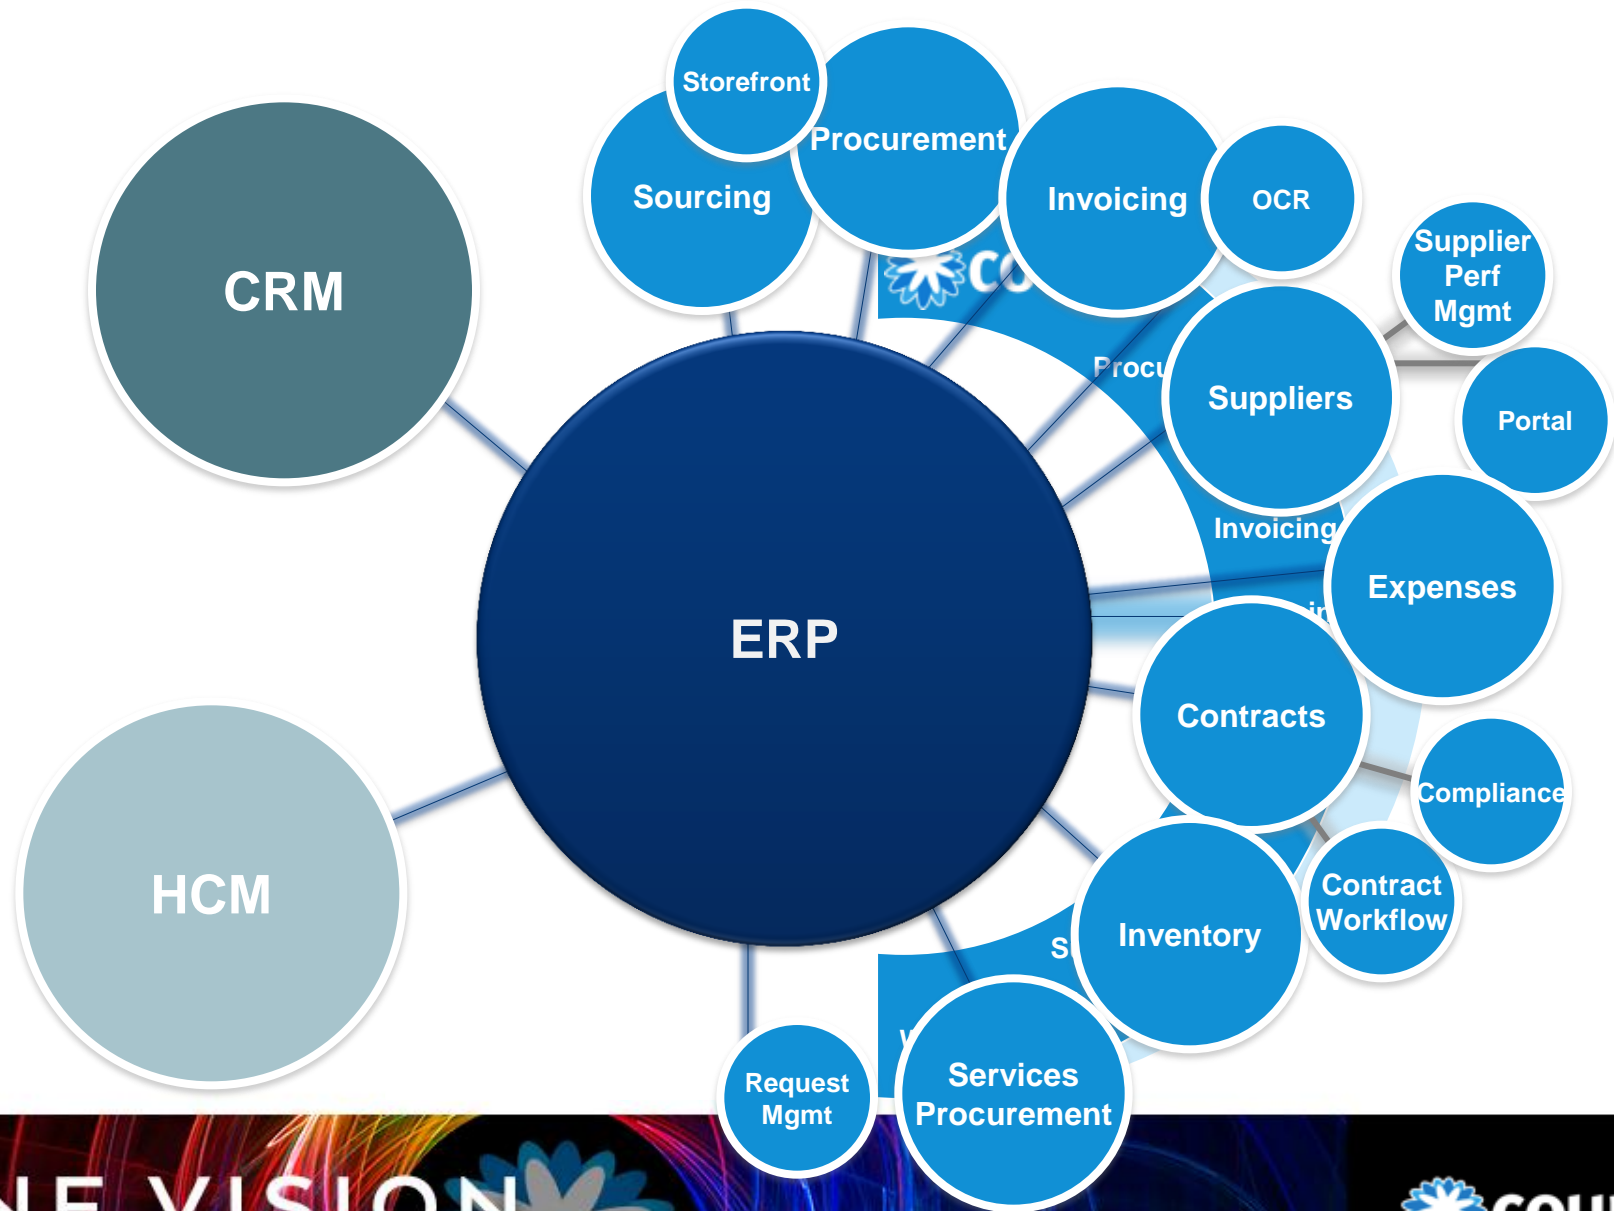 Storefront
Procurement
Sourcing
Invoicing
OCR
Supplier
Perf
Mgmt
CRM
Suppliers
Portal
Invoicing
Expenses
ERP
Contracts
Compliance
HCM
Contract
Workflow
Inventory
Services
Procurement
Request
Mgmt
VISION